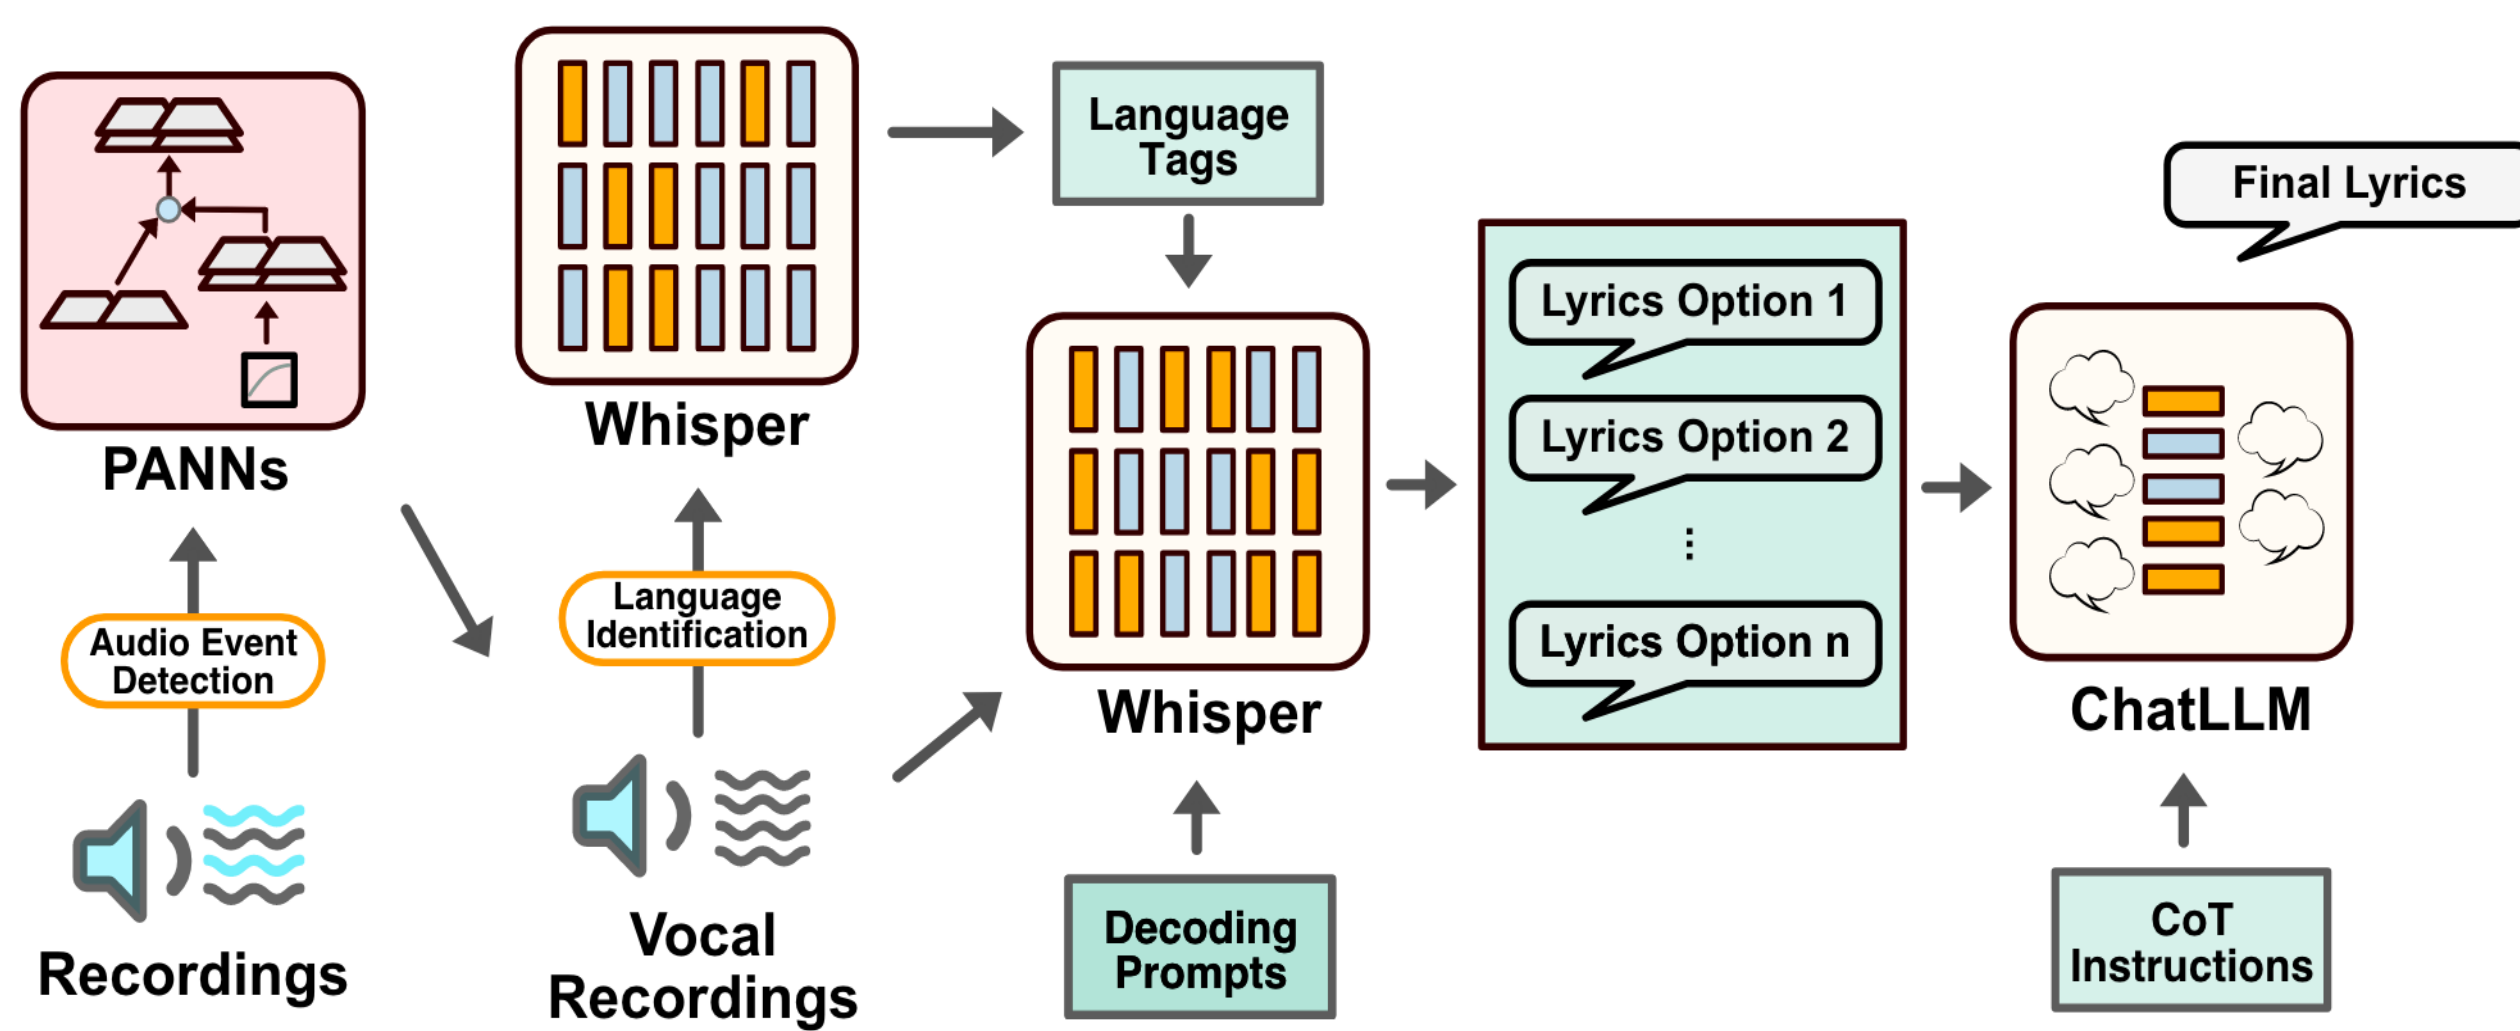 PANNs
Audio Event
Detection
Recordings
Whisper
Language
Identification
Vocal
Recordings
Language
Tags
Whisper
Decoding
Prompts
Lyrics Option 1
Lyrics Option 2
⋮
Lyrics Option n
Final Lyrics
ChatLLM
CoT
Instructions